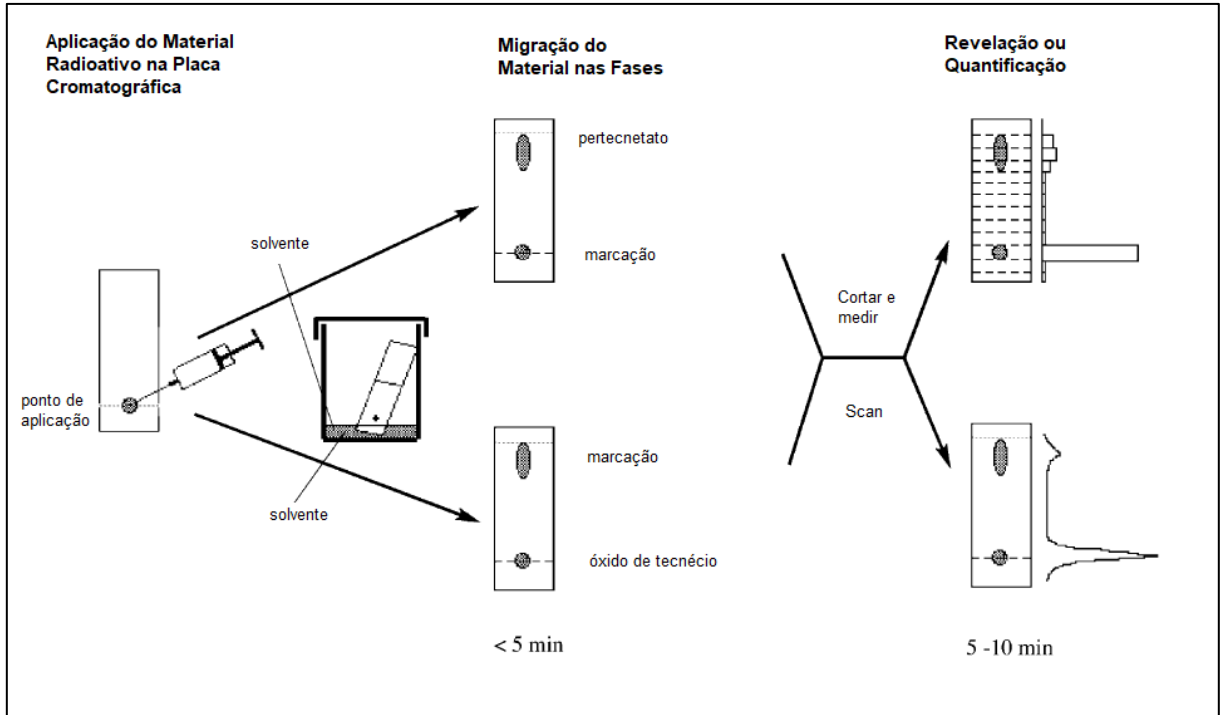 Aplicação do Material
Radioativo na Placa
Cromatográfica
Migração do
Material nas Fases
Revelação ou
Quantificação
pertecnetato
solvente
marcação
ponto de
aplicação
solvente
marcação
óxido de tecnécio
Cortar e
medir
Scan
< 5 min
5 -10 min